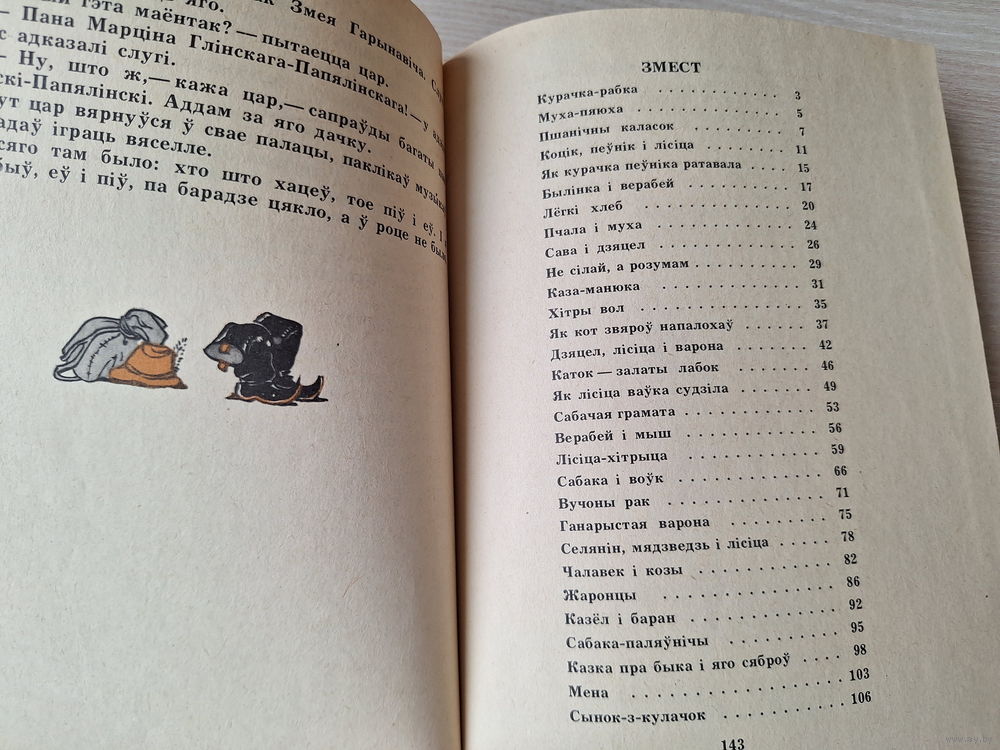 Змея Гарынавіча.
гэта маёнтак? — пытаецца цар.
— Пана Марціна Глінскага-Папялінскага! — у
адказалі слугі.
— Ну, што ж, — кажа цар, — сапраўды багаты
Папялінскі. Аддам за яго дачку.
цар вярнуўся ў свае палацы, паклікаў
іграць вяселле.
там было: хто што хацеў, тое піў і еў. І
быў, еў і піў, па барадзе цякло, а ў роце не
ЗМЕСТ
Курачка-рабка . . . . . . . . . . 3
Муха-пяюха . . . . . . . . . . 5
Пшанічны каласок . . . . . . . . 7
Коцік, пеўнік і лісіца . . . . . . . 11
Як курачка пеўніка ратавала . . . . . 15
Былінка і верабей . . . . . . . . 17
Лёгкі хлеб . . . . . . . . . . 20
Пчала і муха . . . . . . . . . . 24
Сава і дзяцел . . . . . . . . . . 26
Не сілай, а розумам . . . . . . . . . 29
Каза-манюка . . . . . . . . . . 31
Хітры вол . . . . . . . . . . 35
Як кот звяроў напалохаў . . . . . . 37
Дзяцел, лісіца і варона . . . . . . . 42
Каток — залаты лабок . . . . . . . 46
Як лісіца ваўка судзіла . . . . . . . 49
Сабачая грамата . . . . . . . . . . 53
Верабей і мыш . . . . . . . . . . 56
Лісіца-хітрыца . . . . . . . . . . 59
Сабака і воўк . . . . . . . . . . 66
Вучоны рак . . . . . . . . . . 71
Ганарыстая варона . . . . . . . . 75
Селянін, мядзведзь і лісіца . . . . . 78
Чалавек і козы . . . . . . . . . . 82
Жаронцы . . . . . . . . . . 86
Казёл і баран . . . . . . . . . . 92
Сабака-паляўнічы . . . . . . . . 95
Казка пра быка і яго сяброў . . . . 98
Мена . . . . . . . . . . 103
Сынок-з-кулачок . . . . . . . . . 106
143